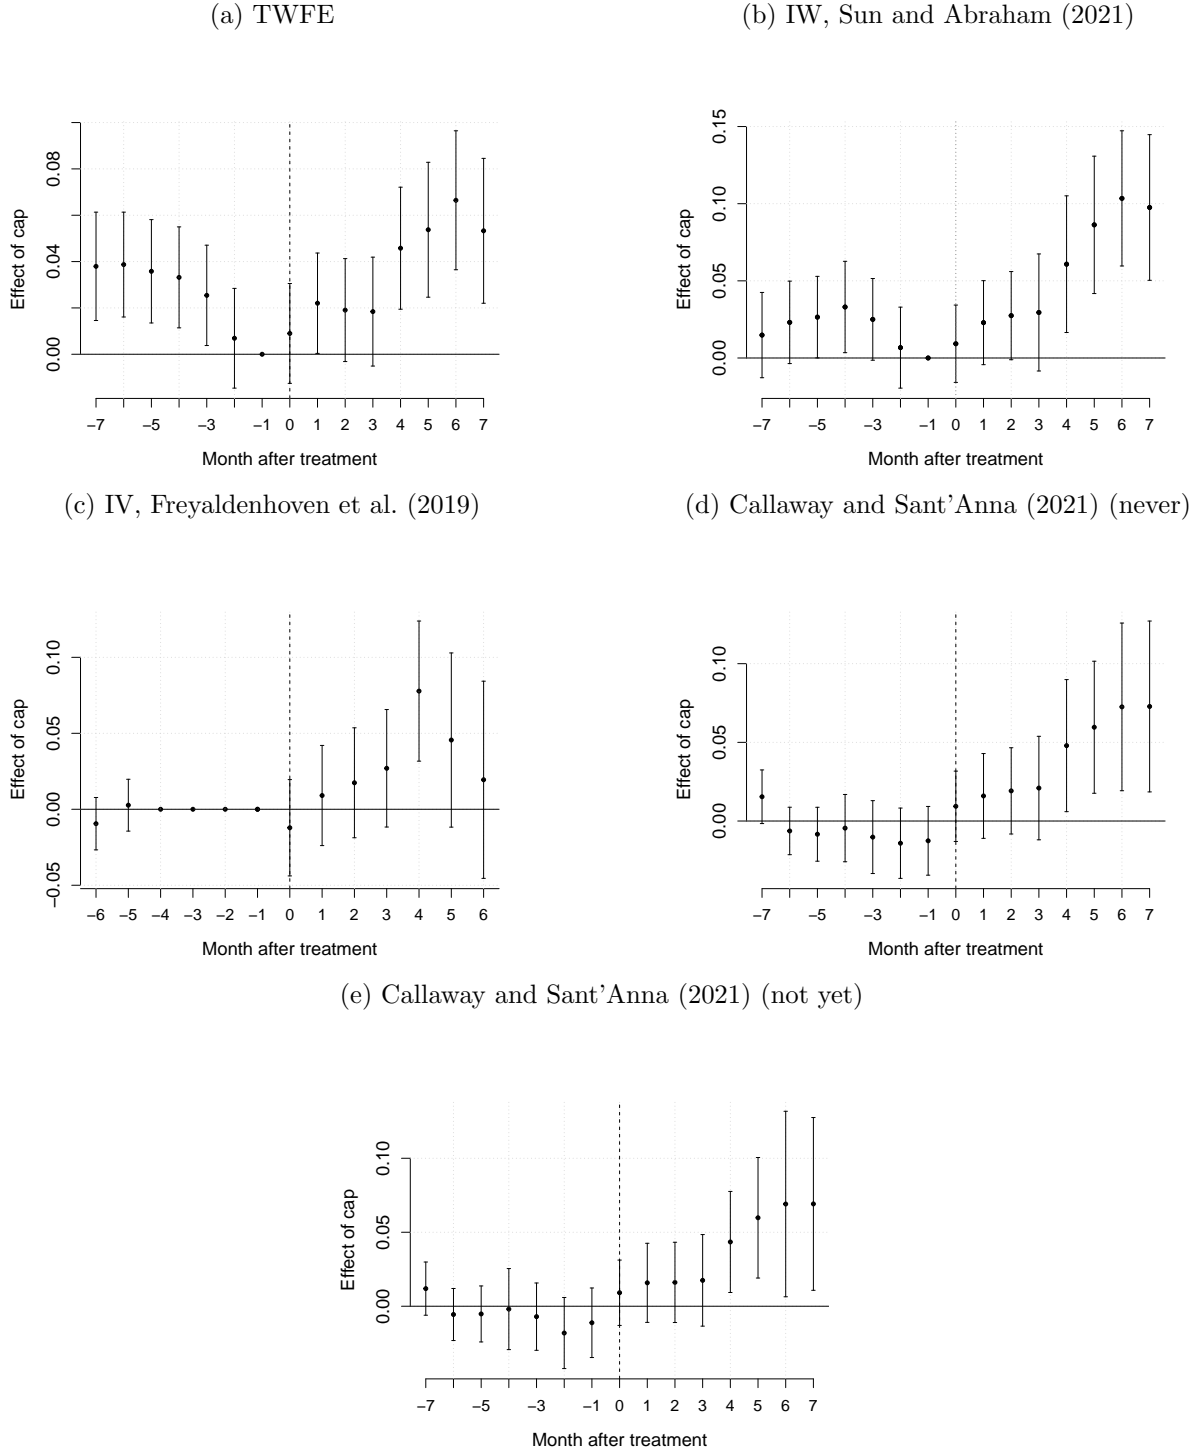 (a) TWFE
(b) IW, Sun and Abraham (2021)
Effect of cap
0.00 0.04 0.08
−7 −5 −3 −1 0 1 2 3 4 5 6 7
Month after treatment
Effect of cap
0.00 0.05 0.10 0.15
−7 −5 −3 −1 0 1 2 3 4 5 6 7
Month after treatment
(c) IV, Freyaldenhoven et al. (2019)
(d) Callaway and Sant’Anna (2021) (never)
Effect of cap
−0.05 0.00 0.05 0.10
−6 −5 −4 −3 −2 −1 0 1 2 3 4 5 6
Month after treatment
Effect of cap
0.00 0.05 0.10
−7 −5 −3 −1 0 1 2 3 4 5 6 7
Month after treatment
(e) Callaway and Sant’Anna (2021) (not yet)
Effect of cap
0.00 0.05 0.10
−7 −5 −3 −1 0 1 2 3 4 5 6 7
Month after treatment